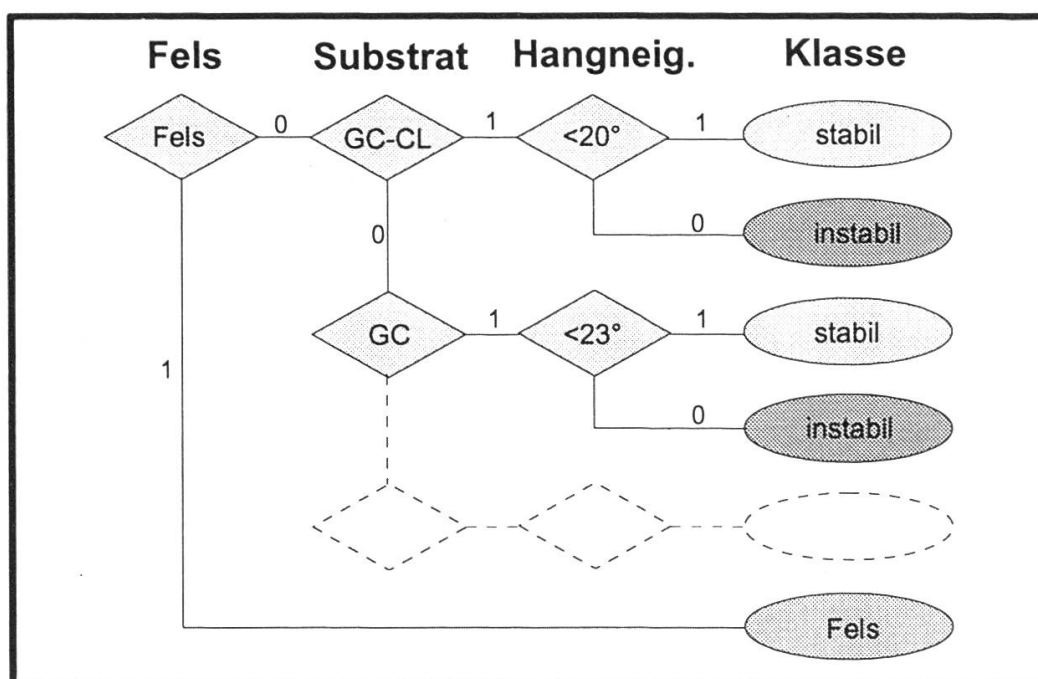 Fels Substrat Hangneig. Klasse
Fels 0 GC-CL 1 <20° 1 stabil
0 0 instabil
GC 1 <23° 1 stabil
1
0 instabil
Fels